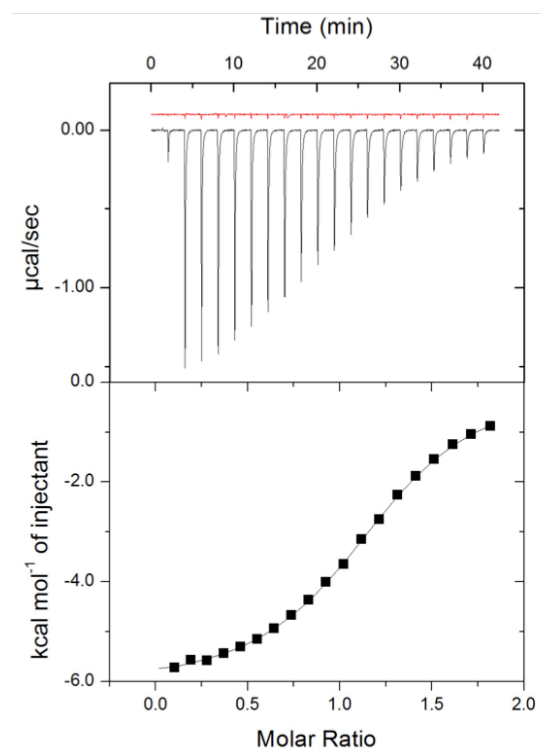 Time (min)
0 10 20 30 40
0.00
-1.00
µcal/sec
0.0
-2.0
-4.0
-6.0
kcal mol⁻¹ of injectant
0.0 0.5 1.0 1.5 2.0
Molar Ratio